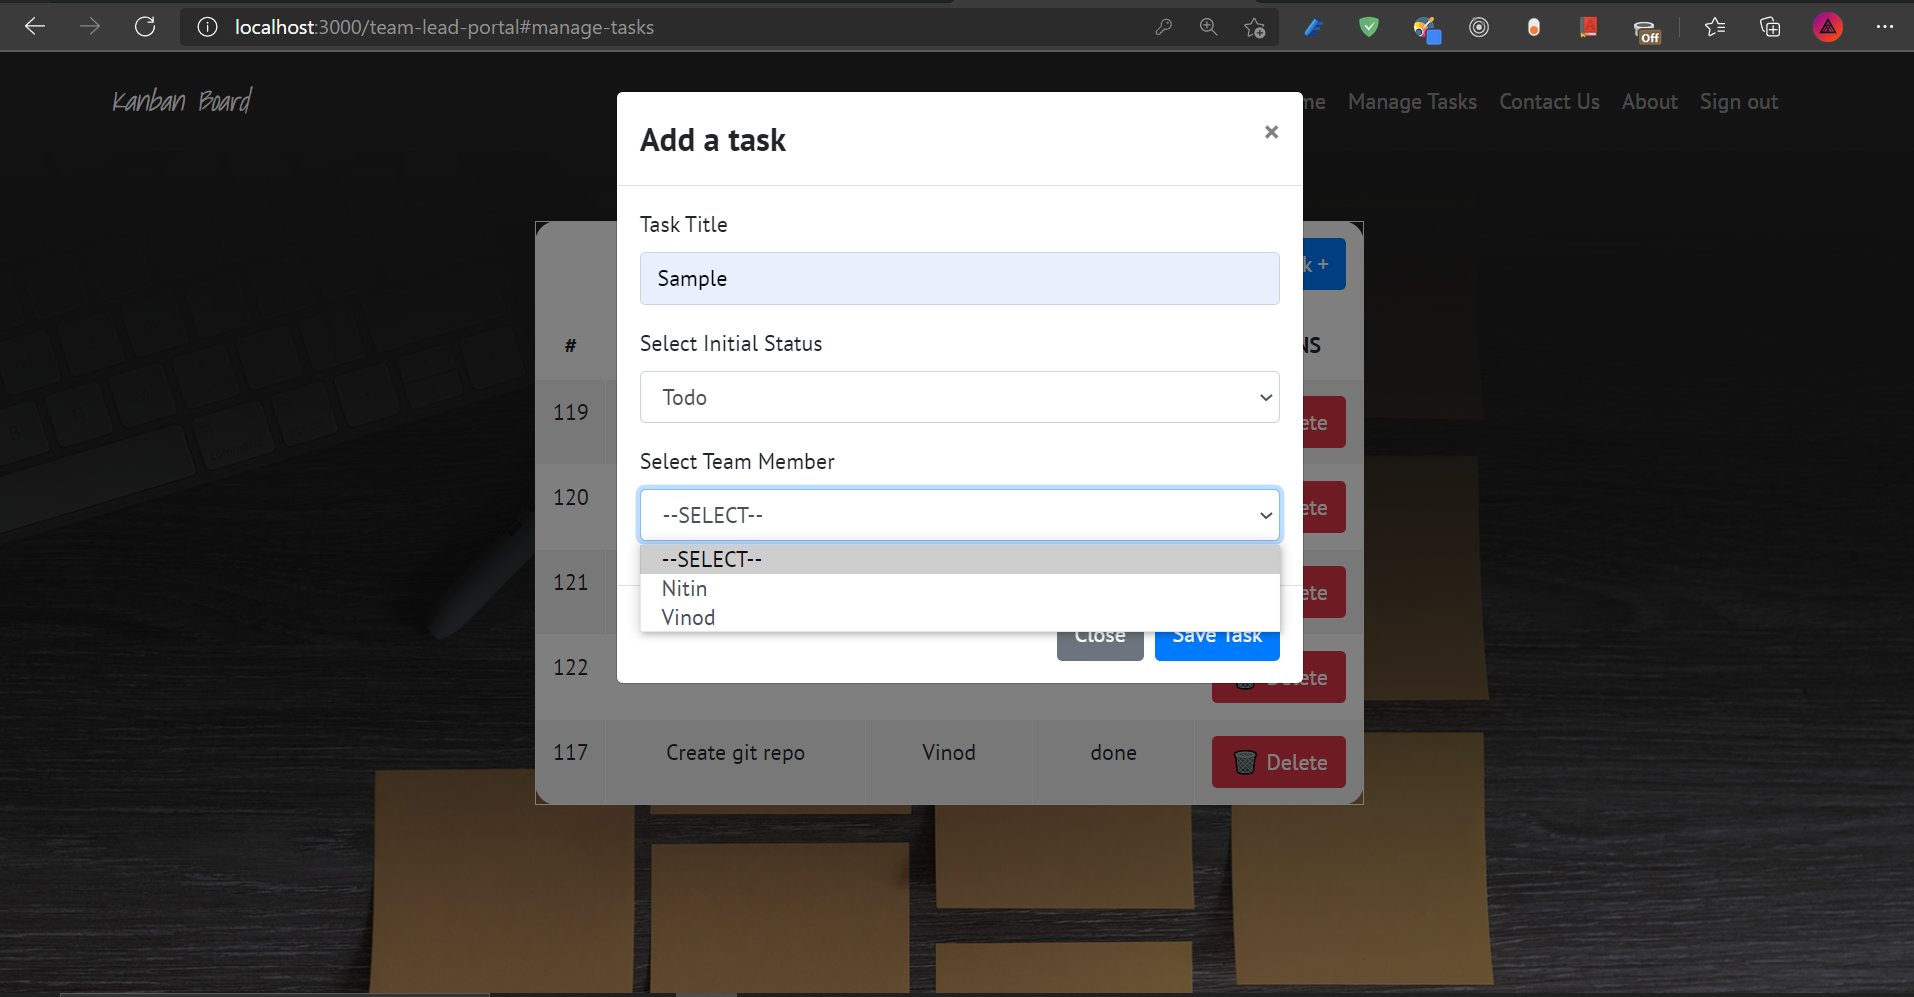 localhost:3000/team-lead-portal#manage-tasks
Off
Kanban Board
me Manage Tasks Contact Us About Sign out
Add a task
×
Task Title
Sample
k +
Select Initial Status
#
NS
Todo
119
ete
Select Team Member
120
--SELECT--
ete
--SELECT--
121
Nitin
ete
Vinod
Close Save Task
122
Delete
117 Create git repo Vinod done Delete